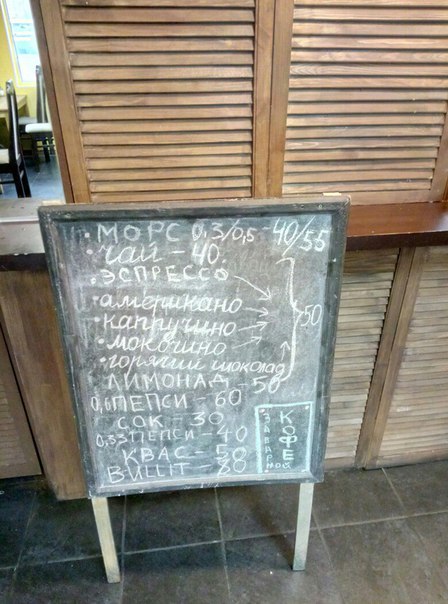 • МОРС 0,3/0,5 - 40/55
• чай - 40.
• ЭСПРЕССО
• американо
• каппучино
• мокочино
• горячий шоколад
50
ЛИМОНАД - 50
0,6 ПЕПСИ - 60
СОК - 30
0,33 ПЕПСИ - 40
КВАС - 50
BULLIT - 80
ЗАВАРНОЙ
КОФЕ